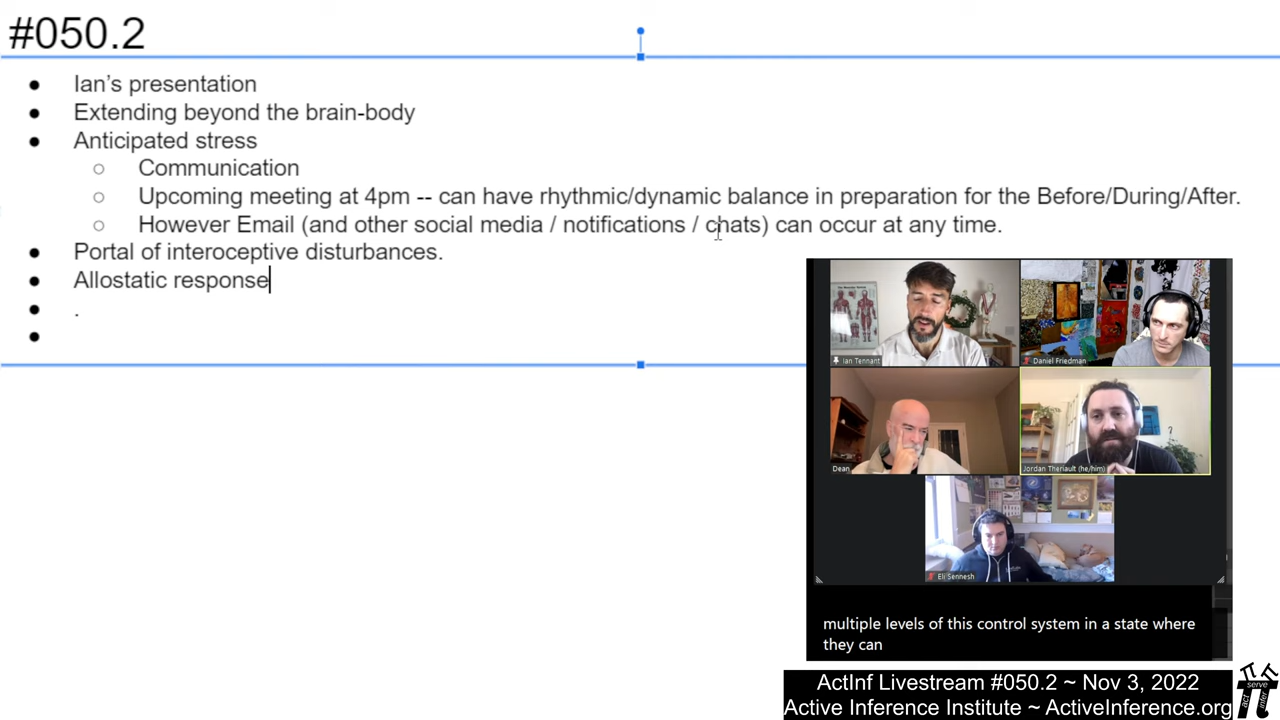 #050.2
● Ian's presentation
● Extending beyond the brain-body
● Anticipated stress
○ Communication
○ Upcoming meeting at 4pm -- can have rhythmic/dynamic balance in preparation for the Before/During/After.
○ However Email (and other social media / notifications / chats) can occur at any time.
● Portal of interoceptive disturbances.
● Allostatic response
● .
●
Ian Tennant
Daniel Friedman
Dean
Jordan Theriault (he/him)
Eli Sennesh
multiple levels of this control system in a state where
they can
ActInf Livestream #050.2 ~ Nov 3, 2022
Active Inference Institute ~ ActiveInference.org
serve